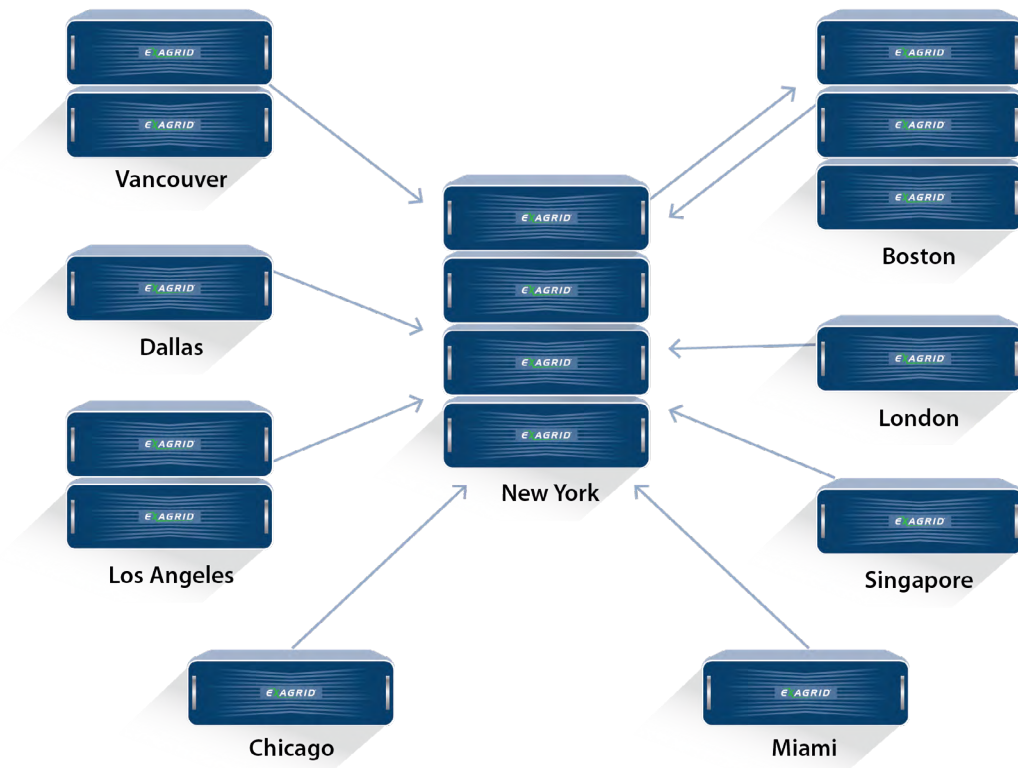 EXAGRID
EXAGRID
Vancouver
EXAGRID
Dallas
EXAGRID
EXAGRID
Los Angeles
EXAGRID
Chicago
EXAGRID
EXAGRID
EXAGRID
EXAGRID
New York
EXAGRID
EXAGRID
EXAGRID
Boston
EXAGRID
London
EXAGRID
Singapore
EXAGRID
Miami